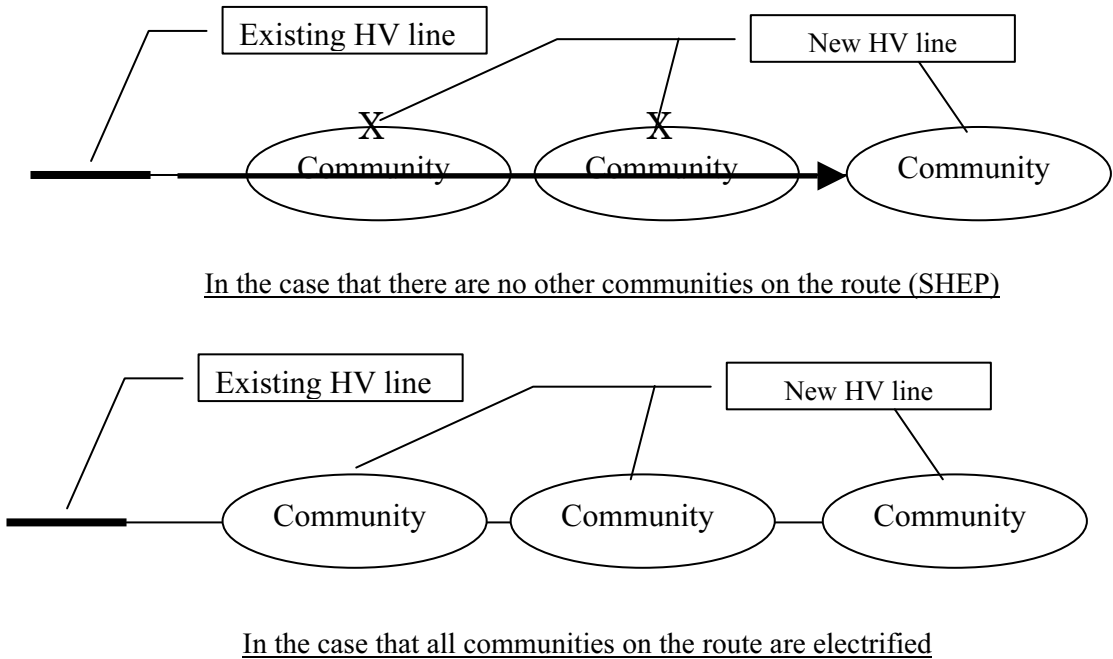 Existing HV line
New HV line
X
X
Community
Community
Community
In the case that there are no other communities on the route (SHEP)
Existing HV line
New HV line
Community
Community
Community
In the case that all communities on the route are electrified